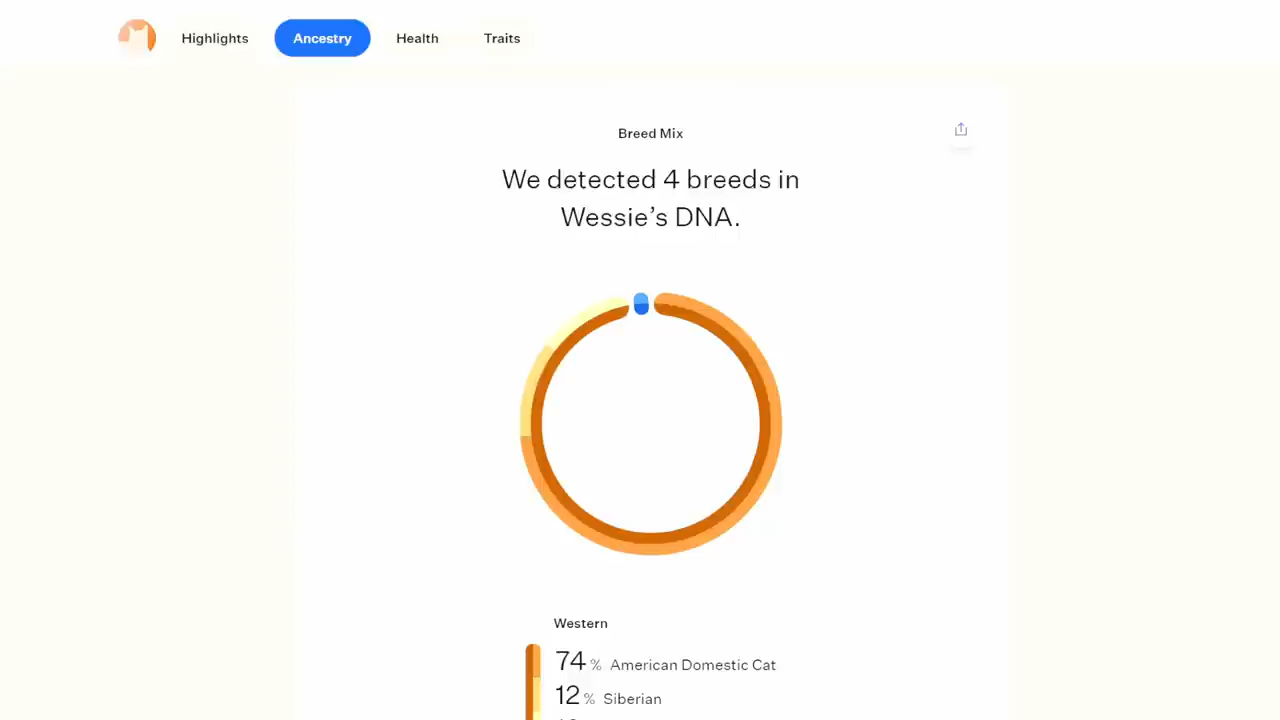 Highlights Ancestry Health Traits
Breed Mix
We detected 4 breeds in
Wessie's DNA.
Western
74 % American Domestic Cat
12 % Siberian